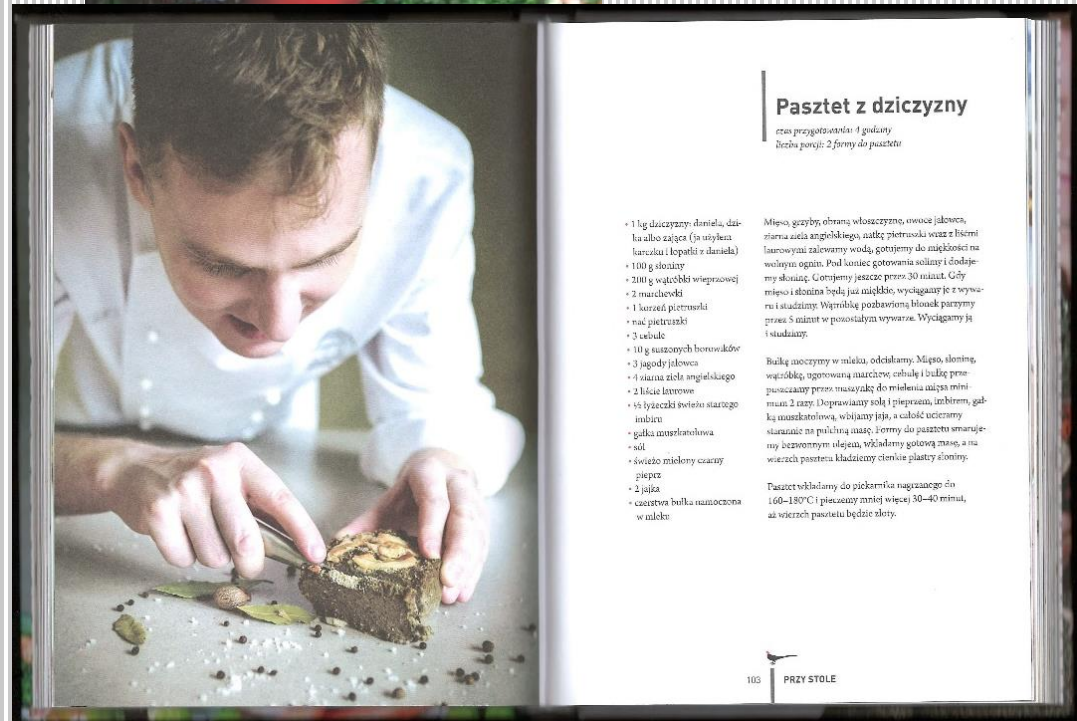 Pasztet z dziczyzny
czas przygotowania: 4 godziny
liczba porcji: 2 formy do pasztetu
• 1 kg dziczyzny: daniela, dzi-
ka albo zająca (ja użyłem
karczku i łopatki z daniela)
• 100 g słoniny
• 200 g wątróbki wieprzowej
• 2 marchewki
• 1 korzeń pietruszki
• nać pietruszki
• 3 cebule
• 10 g suszonych borowików
• 3 jagody jałowca
• 4 ziarna ziela angielskiego
• 2 liście laurowe
• ½ łyżeczki świeżo startego
imbiru
• gałka muszkatołowa
• sól
• świeżo mielony czarny
pieprz
• 2 jajka
• czerstwa bułka namoczona
w mleku
Mięso, grzyby, obraną włoszczyznę, owoce jałowca,
ziarna ziela angielskiego, natkę pietruszki wraz z liśćmi
laurowymi zalewamy wodą, gotujemy do miękkości na
wolnym ogniu. Pod koniec gotowania solimy i dodaje-
my słoninę. Gotujemy jeszcze przez 30 minut. Gdy
mięso i słonina będą już miękkie, wyciągamy je z wywa-
ru i studzimy. Wątróbkę pozbawioną błonek parzymy
przez 5 minut w pozostałym wywarze. Wyciągamy ją
i studzimy.
Bułkę moczymy w mleku, odciskamy. Mięso, słoninę,
wątróbkę, ugotowaną marchew, cebulę i bułkę prze-
puszczamy przez maszynkę do mielenia mięsa mini-
mum 2 razy. Doprawiamy solą i pieprzem, imbirem, gał-
ką muszkatołową, wbijamy jaja, a całość ucieramy
starannie na pulchną masę. Formy do pasztetu smaruje-
my bezwonnym olejem, wkładamy gotową masę, a na
wierzch pasztetu kładziemy cienkie plastry słoniny.
Pasztet wkładamy do piekarnika nagrzanego do
160–180°C i pieczemy mniej więcej 30–40 minut,
aż wierzch pasztetu będzie złoty.
103 PRZY STOLE